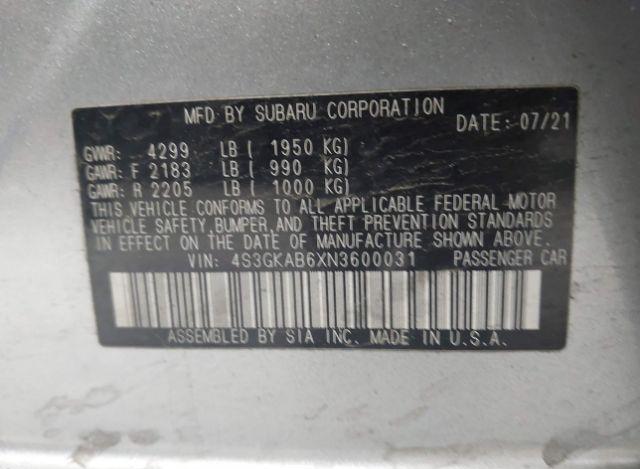 MFD BY SUBARU CORPORATION DATE: 07/21
GVWR: 4299 LB ( 1950 KG)
GAWR: F 2183 LB ( 990 KG)
GAWR: R 2205 LB ( 1000 KG)
THIS VEHICLE CONFORMS TO ALL APPLICABLE FEDERAL MOTOR
VEHICLE SAFETY, BUMPER, AND THEFT PREVENTION STANDARDS
IN EFFECT ON THE DATE OF MANUFACTURE SHOWN ABOVE.
VIN: 4S3GKAB6XN3600031 PASSENGER CAR
ASSEMBLED BY SIA INC. MADE IN U.S.A.